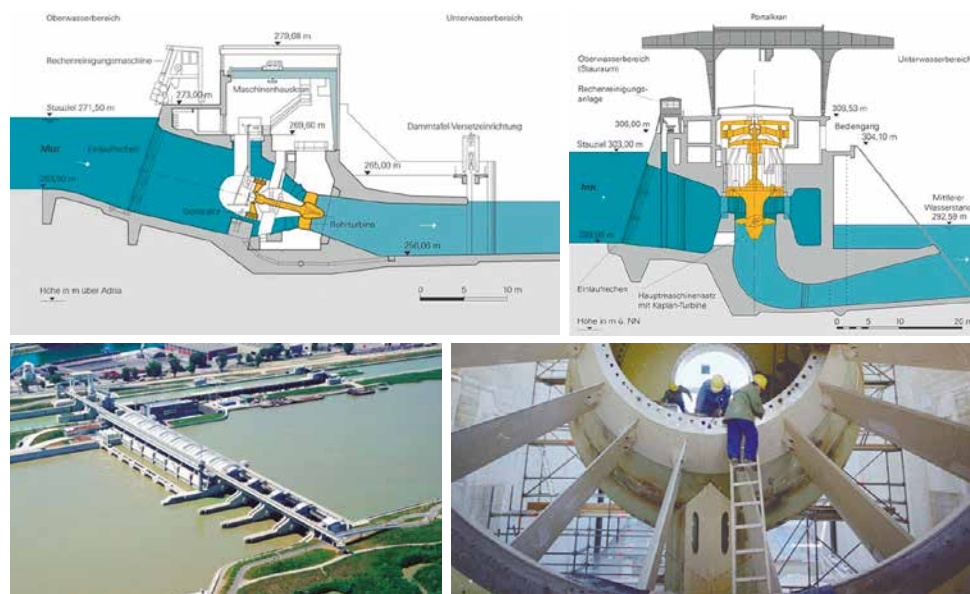 Oberwasserbereich
Unterwasserbereich
279,08 m
Rechenreinigungsmaschine
Maschinenhauskran
273,00 m
Stauziel 271,50 m
269,60 m
Dammtafel-Versetzeinrichtung
Mur
Einlaufrechen
265,00 m
Generator
Rohrturbine
256,00 m
Höhe in m über Adria
0 5 10 m
Portalkran
Oberwasserbereich
(Stauraum)
Unterwasserbereich
Rechenreinigungs-
anlage
309,53 m
306,00 m
Bediengang
304,10 m
Stauziel 303,00 m
Inn
Mittlerer
Wasserstand
292,59 m
Einlaufrechen
Hauptmaschinensatz
mit Kaplan-Turbine
Höhe in m ü. NN
0 5 10 20 m